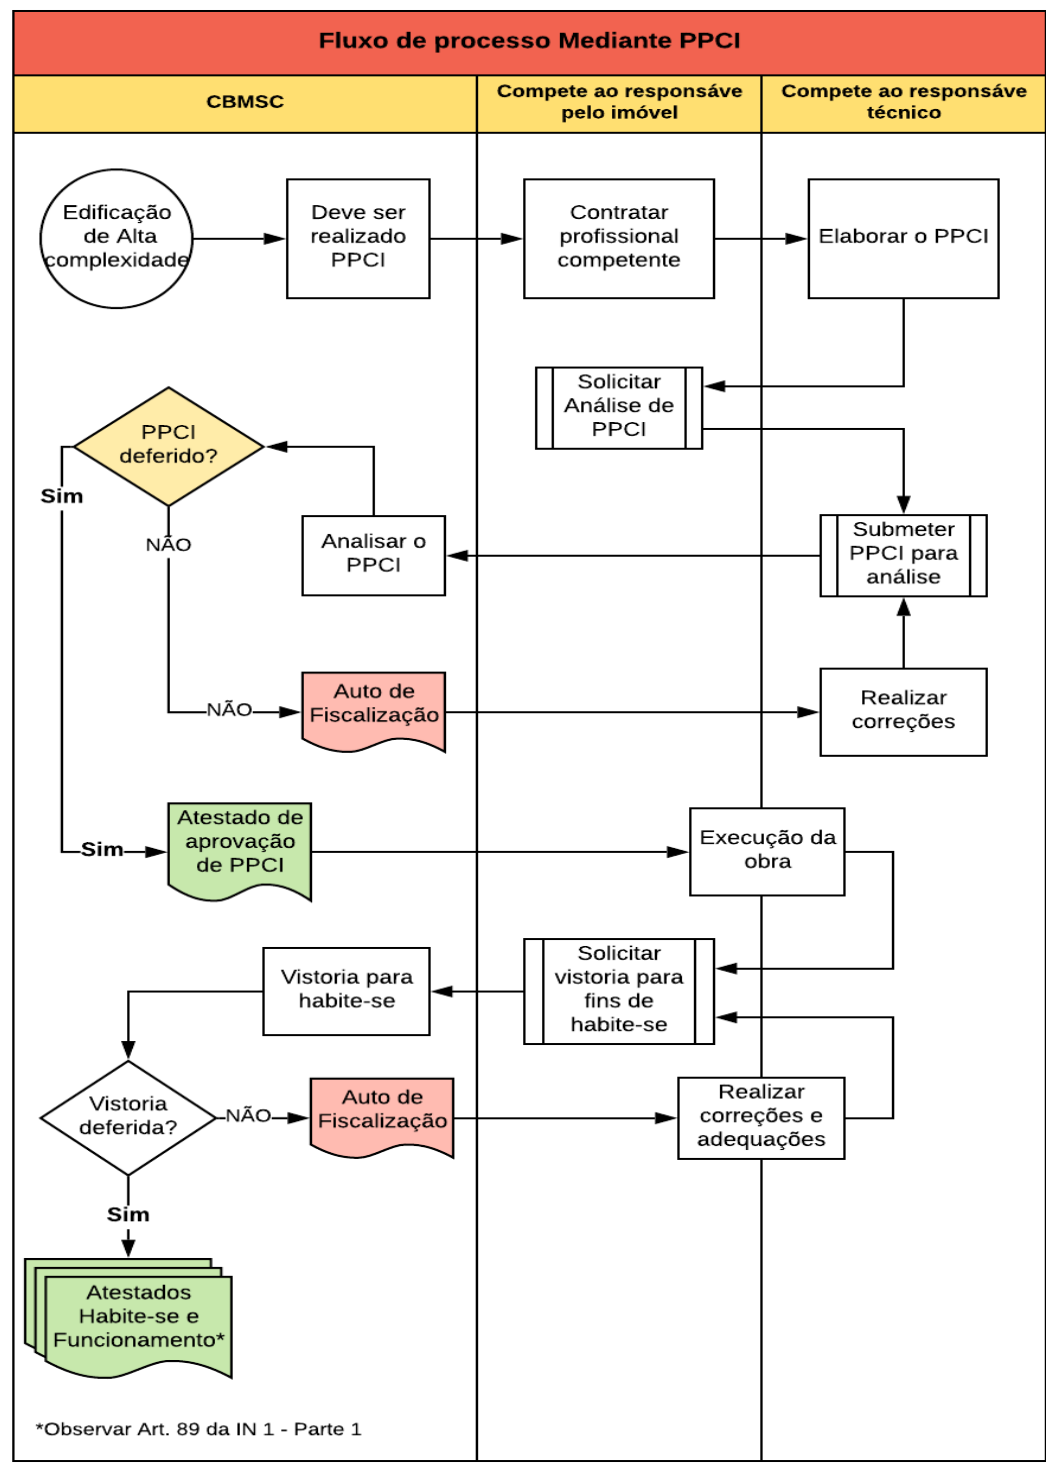 Fluxo de processo Mediante PPCI
CBMSC
Compete ao responsáve
pelo imóvel
Compete ao responsáve
técnico
Edificação
de Alta
complexidade
Deve ser
realizado
PPCI
Contratar
profissional
competente
Elaborar o PPCI
Solicitar
Análise de
PPCI
PPCI
deferido?
Sim
NÃO
Analisar o
PPCI
Submeter
PPCI para
análise
NÃO
Auto de
Fiscalização
Realizar
correções
Sim
Atestado de
aprovação
de PPCI
Execução da
obra
Vistoria para
habite-se
Solicitar
vistoria para
fins de
habite-se
Vistoria
deferida?
NÃO
Auto de
Fiscalização
Realizar
correções e
adequações
Sim
Atestados
Habite-se e
Funcionamento*
*Observar Art. 89 da IN 1 - Parte 1